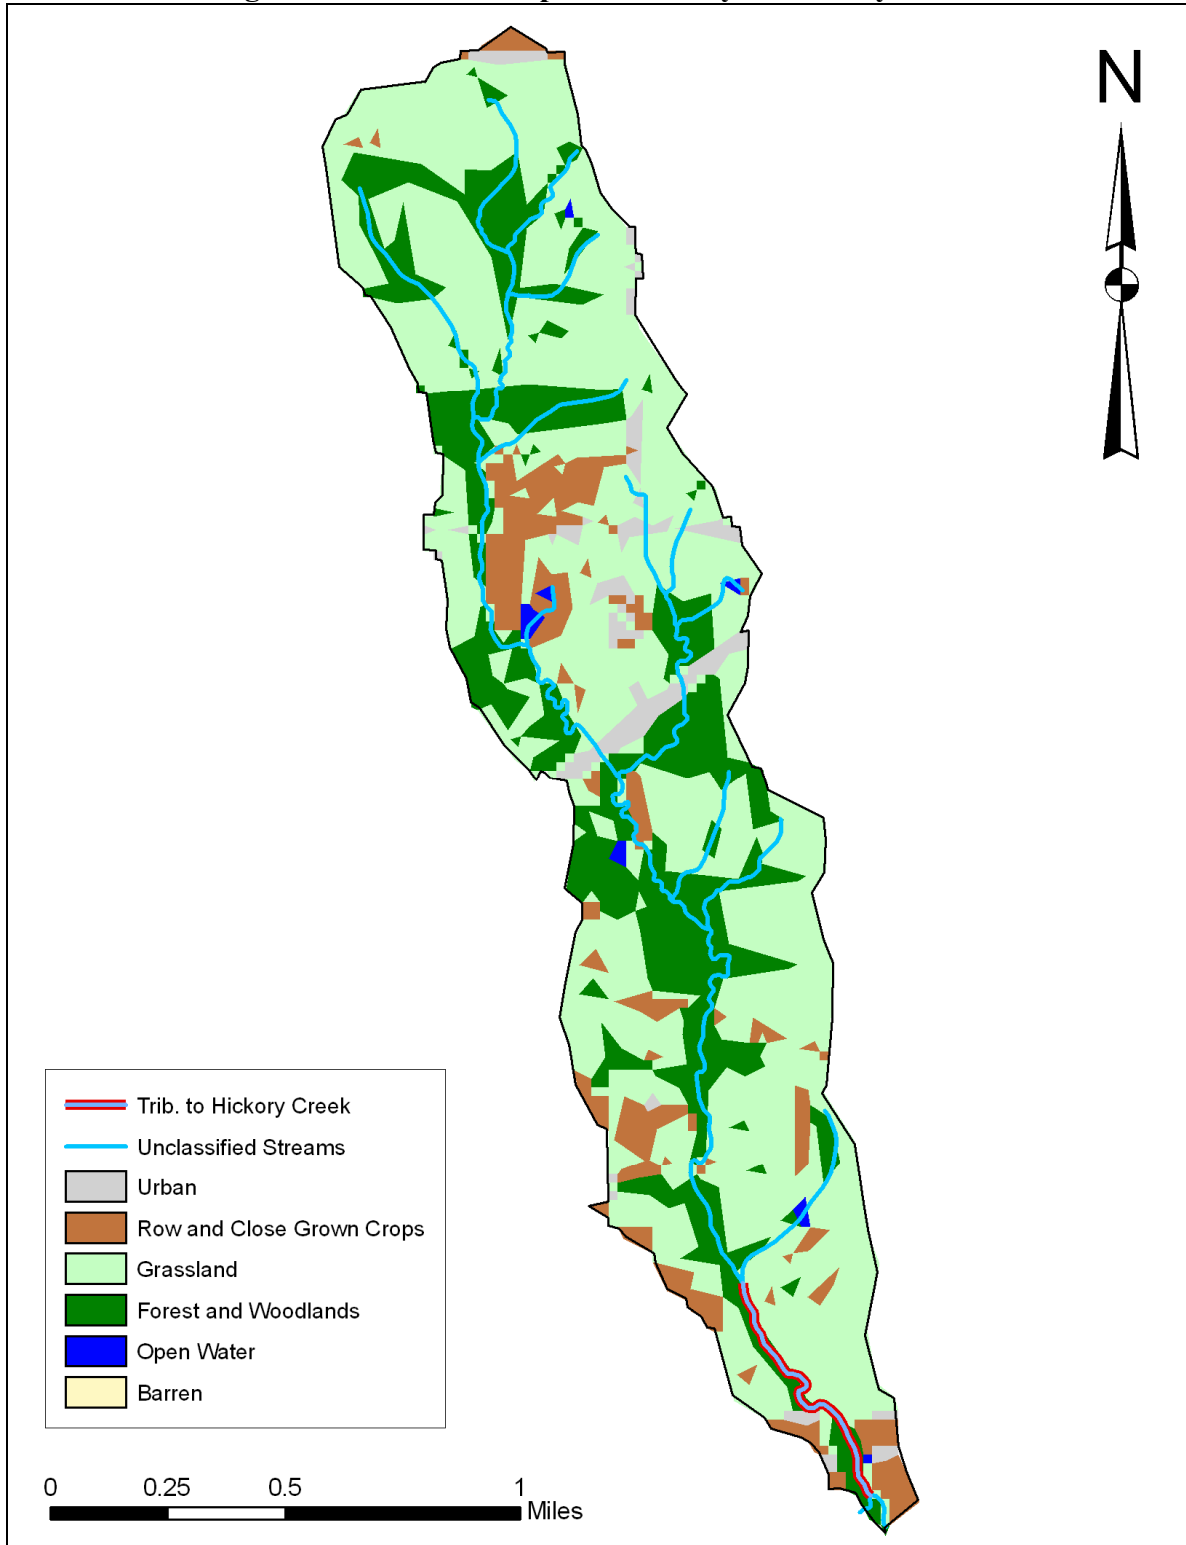 N
Trib. to Hickory Creek
Unclassified Streams
Urban
Row and Close Grown Crops
Grassland
Forest and Woodlands
Open Water
Barren
0 0.25 0.5 1
Miles